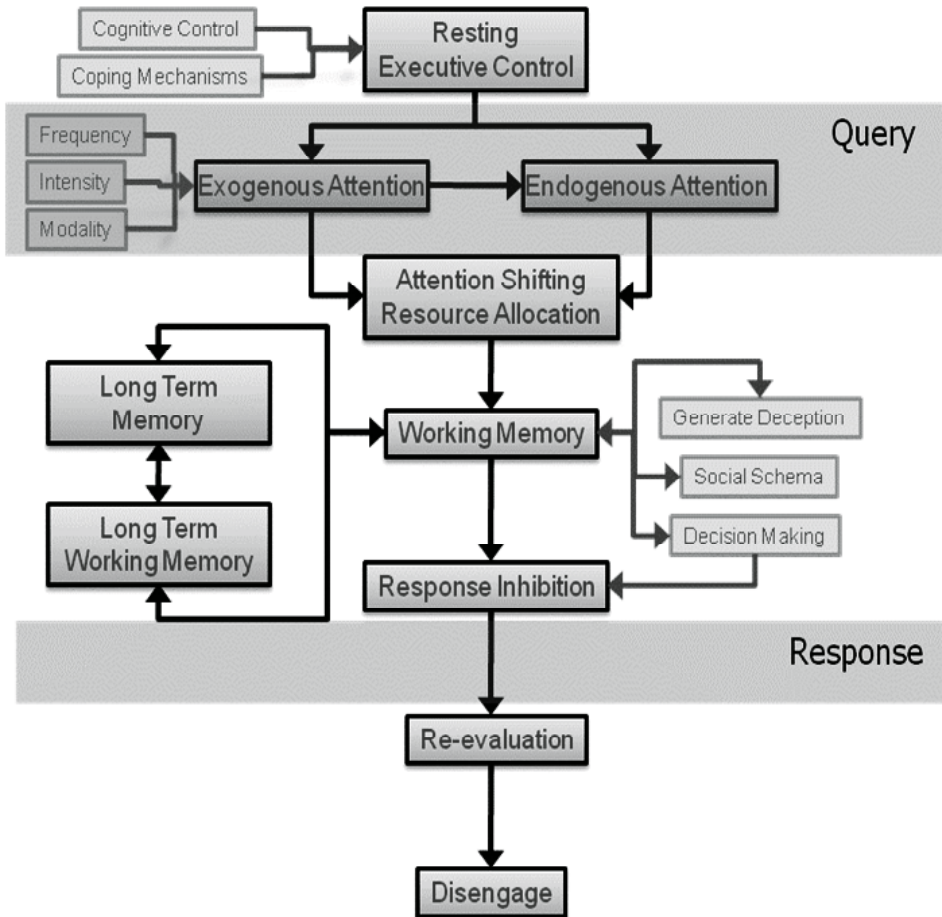 Cognitive Control
Coping Mechanisms
Resting
Executive Control
Query
Frequency
Intensity
Modality
Exogenous Attention
Endogenous Attention
Attention Shifting
Resource Allocation
Long Term
Memory
Working Memory
Generate Deception
Social Schema
Decision Making
Long Term
Working Memory
Response Inhibition
Response
Re-evaluation
Disengage